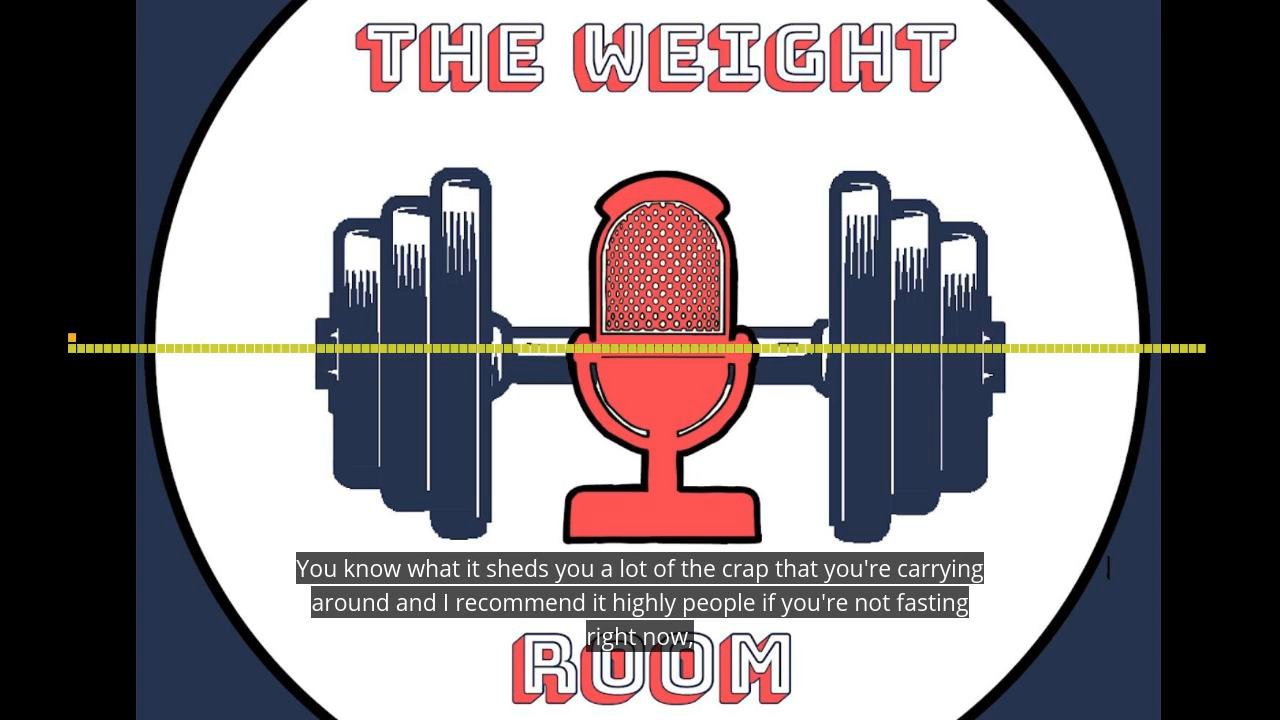 THE WEIGHT
You know what it sheds you a lot of the crap that you're carrying
around and I recommend it highly people if you're not fasting
right now,
ROOM